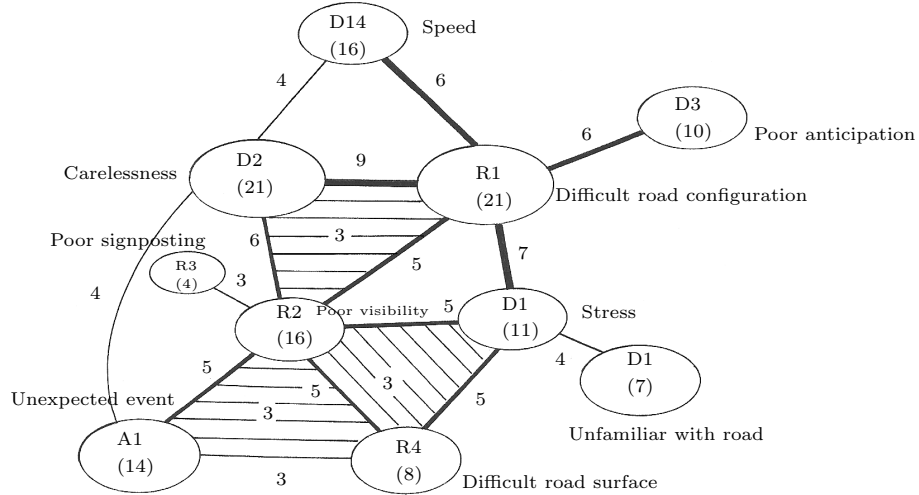 D14
(16)
Speed
4
6
D3
(10)
6
Poor anticipation
D2
(21)
Carelessness
9
R1
(21)
Difficult road configuration
Poor signposting
6
3
5
7
R3
(4)
3
4
R2
(16)
Poor visibility
5
D1
(11)
Stress
4
D1
(7)
5
5
3
5
Unexpected event
3
Unfamiliar with road
A1
(14)
R4
(8)
3
Difficult road surface